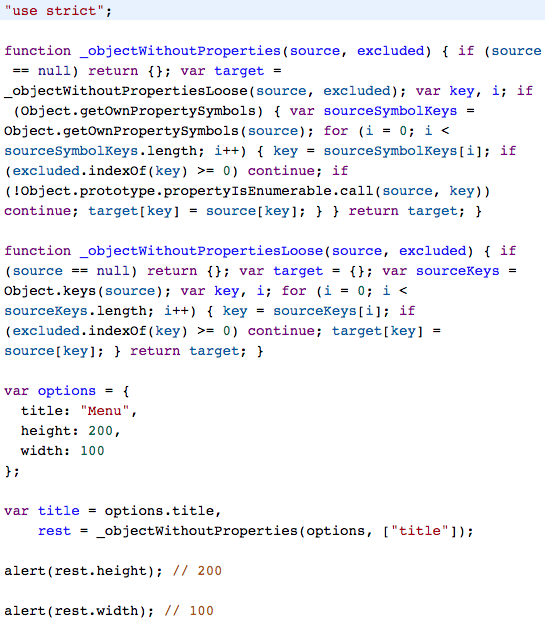 "use strict";
function _objectWithoutProperties(source, excluded) { if (source
== null) return {}; var target =
_objectWithoutPropertiesLoose(source, excluded); var key, i; if
(Object.getOwnPropertySymbols) { var sourceSymbolKeys =
Object.getOwnPropertySymbols(source); for (i = 0; i <
sourceSymbolKeys.length; i++) { key = sourceSymbolKeys[i]; if
(excluded.indexOf(key) >= 0) continue; if
(!Object.prototype.propertyIsEnumerable.call(source, key))
continue; target[key] = source[key]; } } return target; }
function _objectWithoutPropertiesLoose(source, excluded) { if
(source == null) return {}; var target = {}; var sourceKeys =
Object.keys(source); var key, i; for (i = 0; i <
sourceKeys.length; i++) { key = sourceKeys[i]; if
(excluded.indexOf(key) >= 0) continue; target[key] =
source[key]; } return target; }
var options = {
  title: "Menu",
  height: 200,
  width: 100
};
var title = options.title,
    rest = _objectWithoutProperties(options, ["title"]);
alert(rest.height); // 200
alert(rest.width); // 100